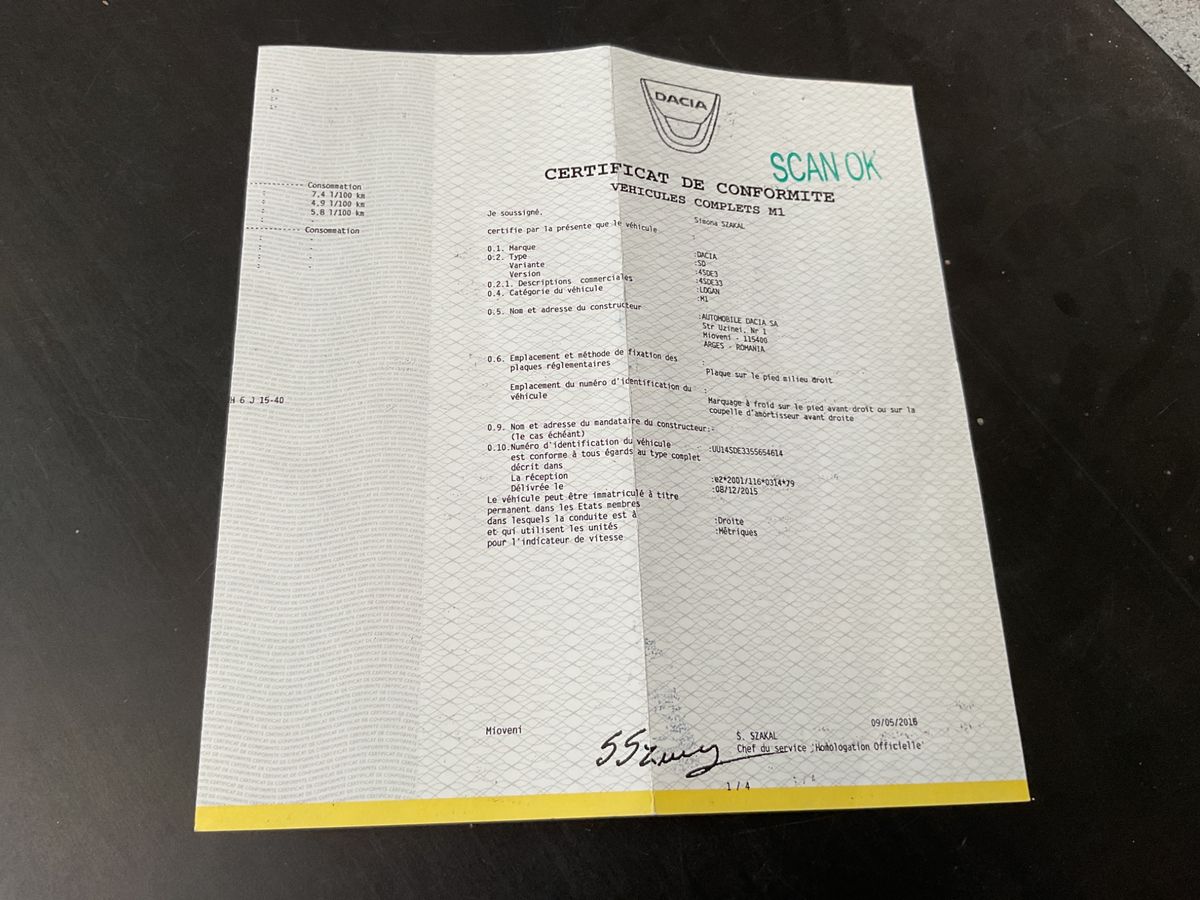 DACIA
SCAN OK
CERTIFICAT DE CONFORMITE
VEHICULES COMPLETS M1
Je soussigné, Simona SZAKAL
certifie par la présente que le véhicule :
0.1. Marque :DACIA
0.2. Type :SD
Variante :4SDE3
Version :4SDE33
0.2.1. Descriptions commerciales :LOGAN
0.4. Catégorie du véhicule :M1
0.5. Nom et adresse du constructeur :AUTOMOBILE DACIA SA
Str Uzinei, Nr 1
Mioveni - 115400
ARGES - ROMANIA
0.6. Emplacement et méthode de fixation des :
plaques réglementaires Plaque sur le pied milieu droit
Emplacement du numéro d'identification du :
véhicule Marquage à froid sur le pied avant droit ou sur la
coupelle d'amortisseur avant droite
0.9. Nom et adresse du mandataire du constructeur:-
(le cas échéant)
0.10.Numéro d'identification du véhicule :UU14SDE3355654614
est conforme à tous égards au type complet
décrit dans
La réception :e2*2001/116*0314*79
Délivrée le :08/12/2015
Le véhicule peut être immatriculé à titre
permanent dans les Etats membres
dans lesquels la conduite est à :Droite
et qui utilisent les unités :Métriques
pour l'indicateur de vitesse
Mioveni
09/05/2016
S. SZAKAL
Chef du service 'Homologation Officielle'
1 / 4
Consommation
7.4 l/100 km
4.9 l/100 km
5.8 l/100 km
Consommation
H 6 J 15-40